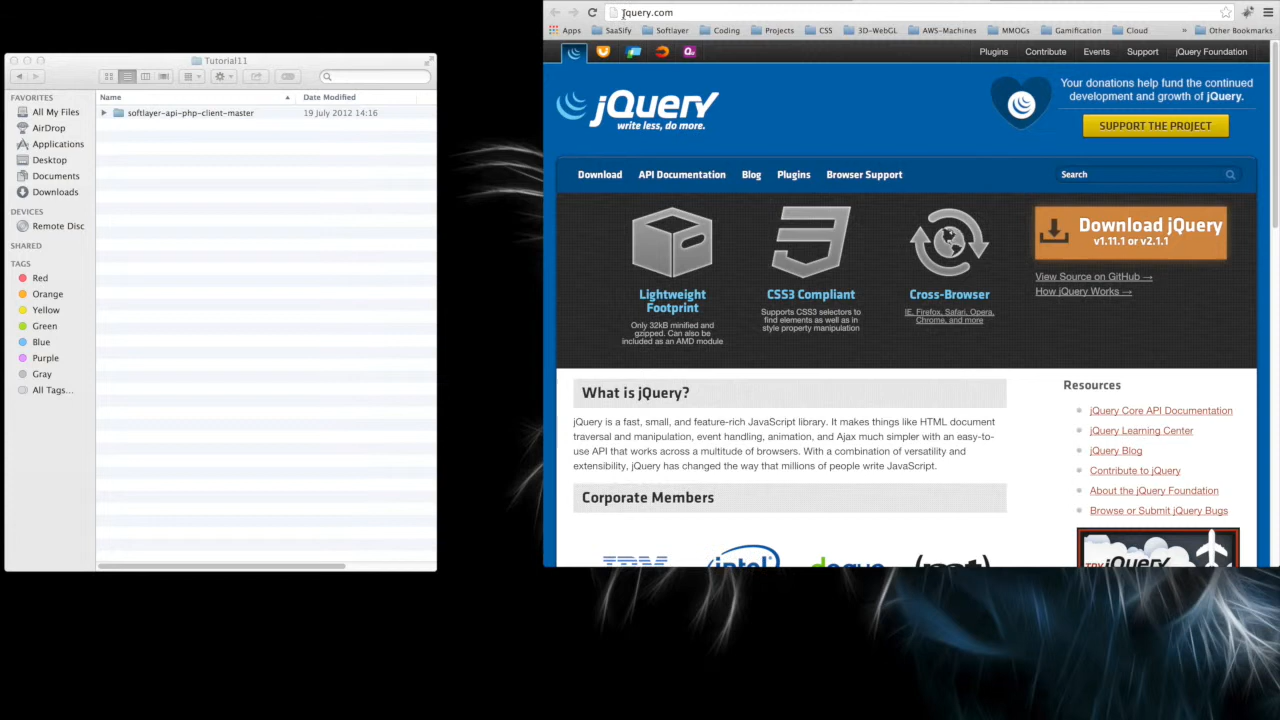 Tutorial11
FAVORITES
All My Files
AirDrop
Applications
Desktop
Documents
Downloads
DEVICES
Remote Disc
SHARED
TAGS
Red
Orange
Yellow
Green
Blue
Purple
Gray
All Tags...
Name
Date Modified
softlayer-api-php-client-master
19 July 2012 14:16
jquery.com
Apps
SaaSify
Softlayer
Coding
Projects
CSS
3D-WebGL
AWS-Machines
MMOGs
Gamification
Cloud
»
Other Bookmarks
Plugins
Contribute
Events
Support
jQuery Foundation
jQuery
write less, do more.
Your donations help fund the continued
development and growth of jQuery.
SUPPORT THE PROJECT
Download
API Documentation
Blog
Plugins
Browser Support
Search
Lightweight
Footprint
Only 32kB minified and
gzipped. Can also be
included as an AMD module
CSS3 Compliant
Supports CSS3 selectors to
find elements as well as in
style property manipulation
Cross-Browser
IE, Firefox, Safari, Opera,
Chrome, and more
Download jQuery
v1.11.1 or v2.1.1
View Source on GitHub →
How jQuery Works →
What is jQuery?
jQuery is a fast, small, and feature-rich JavaScript library. It makes things like HTML document
traversal and manipulation, event handling, animation, and Ajax much simpler with an easy-to-
use API that works across a multitude of browsers. With a combination of versatility and
extensibility, jQuery has changed the way that millions of people write JavaScript.
Corporate Members
IBM
intel
deque
Resources
jQuery Core API Documentation
jQuery Learning Center
jQuery Blog
Contribute to jQuery
About the jQuery Foundation
Browse or Submit jQuery Bugs
TRY jQuery